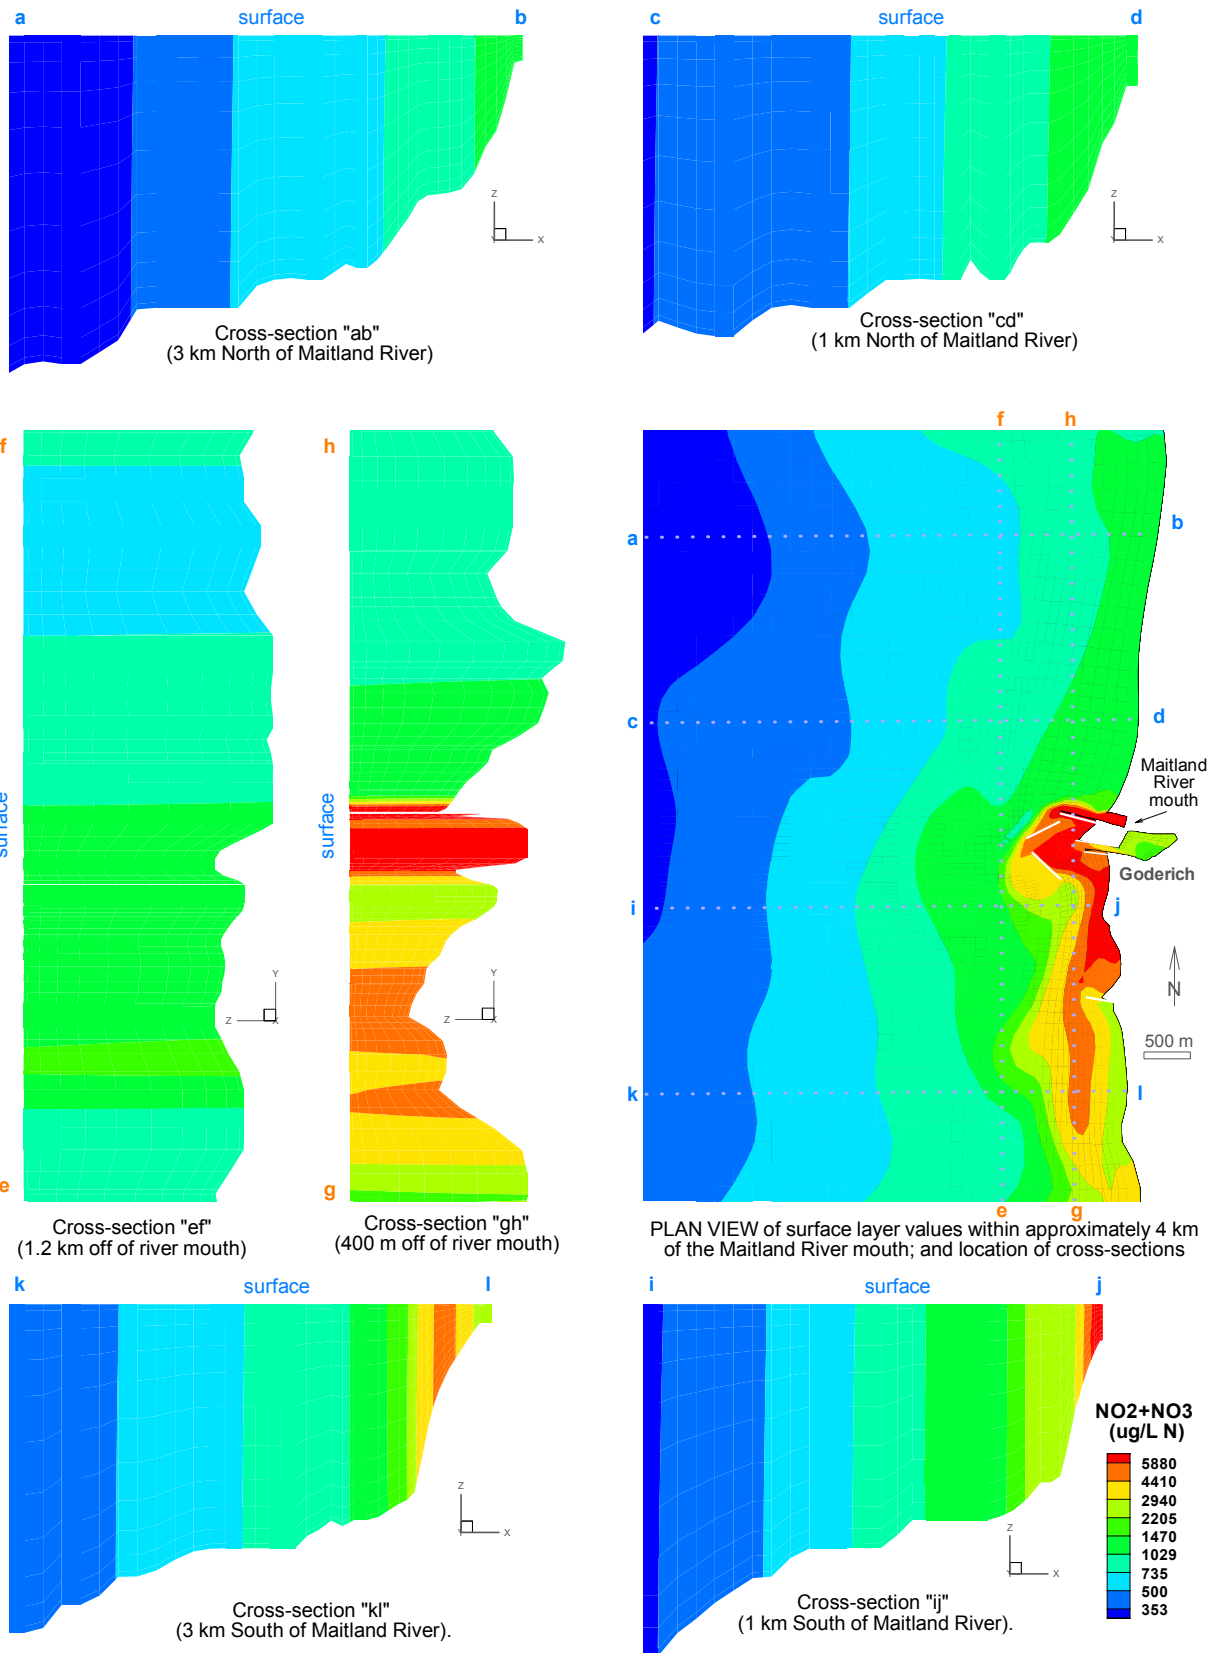 a surface b
c surface d
Z
X
Z
Y X
Cross-section "ab"
(3 km North of Maitland River)
Cross-section "cd"
(1 km North of Maitland River)
f
h
surface
surface
Y
Z X
Y
Z X
e
g
Cross-section "ef"
(1.2 km off of river mouth)
Cross-section "gh"
(400 m off of river mouth)
f h
a b
c d
Maitland
River
mouth
Goderich
i j
N
500 m
k l
e g
PLAN VIEW of surface layer values within approximately 4 km
of the Maitland River mouth; and location of cross-sections
k surface l
i surface j
Z
Y X
Z
Y X
Cross-section "kl"
(3 km South of Maitland River).
Cross-section "ij"
(1 km South of Maitland River).
NO2+NO3
(ug/L N)
5880
4410
2940
2205
1470
1029
735
500
353